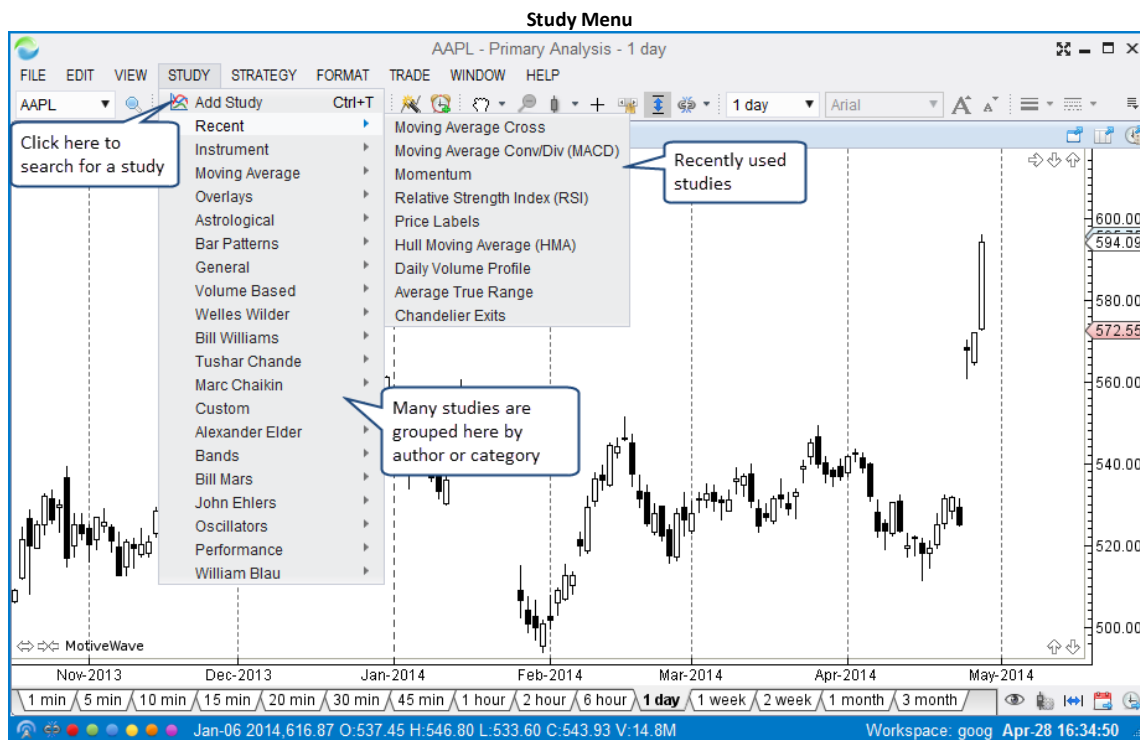 Study Menu
AAPL - Primary Analysis - 1 day
FILE EDIT VIEW STUDY STRATEGY FORMAT TRADE WINDOW HELP
AAPL 1 day Arial
Add Study Ctrl+T
Recent
Instrument
Moving Average
Overlays
Astrological
Bar Patterns
General
Volume Based
Welles Wilder
Bill Williams
Tushar Chande
Marc Chaikin
Custom
Alexander Elder
Bands
Bill Mars
John Ehlers
Oscillators
Performance
William Blau
Moving Average Cross
Moving Average Conv/Div (MACD)
Momentum
Relative Strength Index (RSI)
Price Labels
Hull Moving Average (HMA)
Daily Volume Profile
Average True Range
Chandelier Exits
Click here to
search for a study
Recently used
studies
Many studies are
grouped here by
author or category
600.00
594.09
580.00
572.55
560.00
540.00
520.00
500.00
MotiveWave
Nov-2013 Dec-2013 Jan-2014 Feb-2014 Mar-2014 Apr-2014 May-2014
1 min 5 min 10 min 15 min 20 min 30 min 45 min 1 hour 2 hour 6 hour 1 day 1 week 2 week 1 month 3 month
Jan-06 2014,616.87 O:537.45 H:546.80 L:533.60 C:543.93 V:14.8M Workspace: goog Apr-28 16:34:50